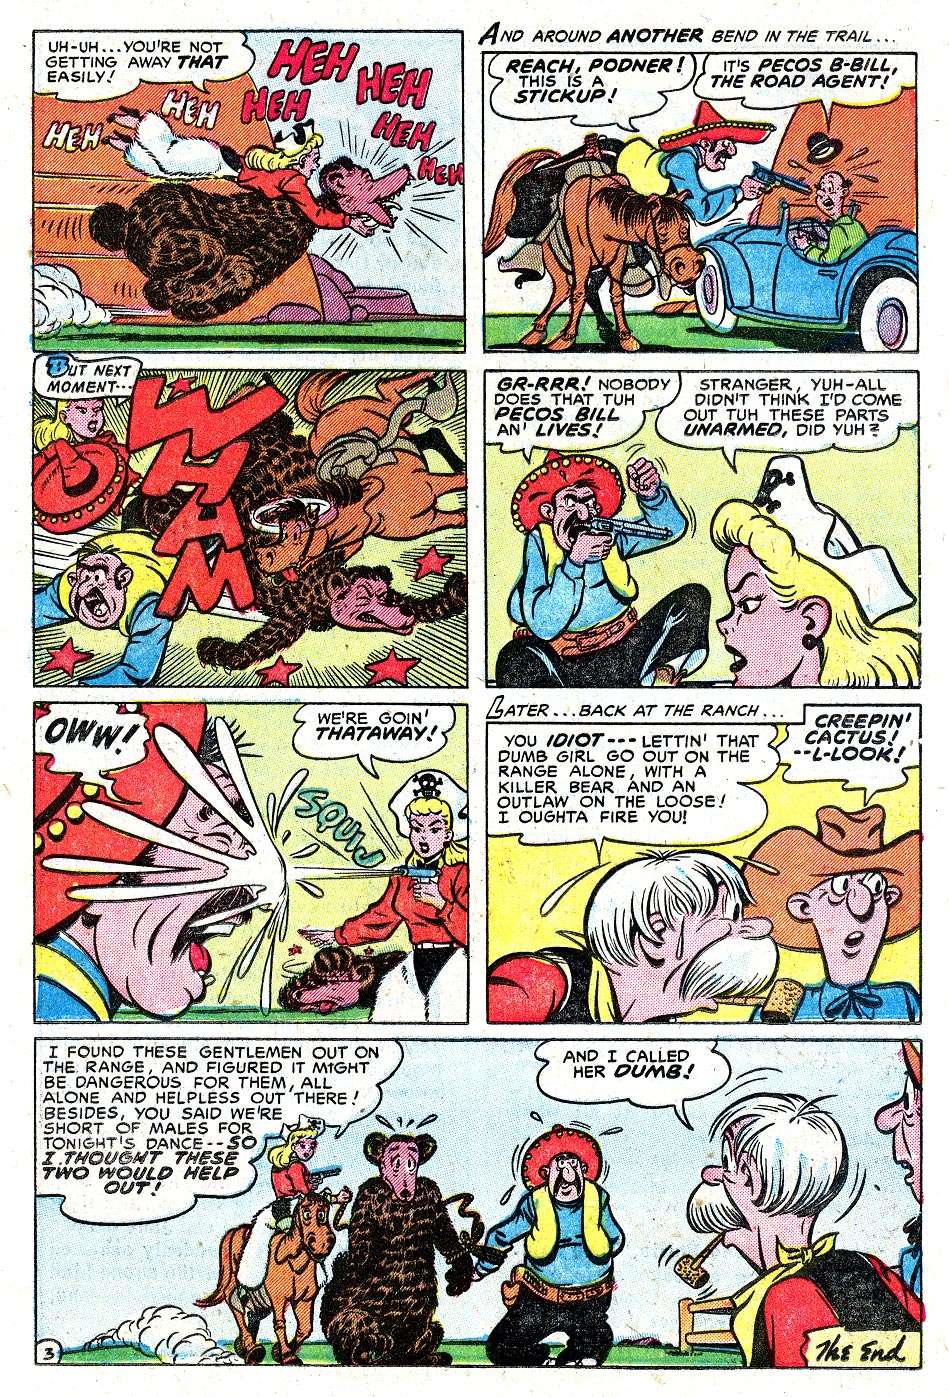 UH-UH...YOU'RE NOT
GETTING AWAY THAT
EASILY!
HEH
HEH
HEH
HEH
HEH
HEH
HEH
AND AROUND ANOTHER BEND IN THE TRAIL...
REACH, PODNER!
THIS IS A
STICKUP!
IT'S PECOS B-BILL,
THE ROAD AGENT!
BUT NEXT
MOMENT...
WHAM
GR-RRR! NOBODY
DOES THAT TUH
PECOS BILL
AN' LIVES!
STRANGER, YUH-ALL
DIDN'T THINK I'D COME
OUT TUH THESE PARTS
UNARMED, DID YUH?
OWW!
WE'RE GOIN'
THATAWAY!
SQUIJ
LATER...BACK AT THE RANCH...
YOU IDIOT--- LETTIN' THAT
DUMB GIRL GO OUT ON THE
RANGE ALONE, WITH A
KILLER BEAR AND AN
OUTLAW ON THE LOOSE!
I OUGHTA FIRE YOU!
CREEPIN'
CACTUS!
--L-LOOK!
I FOUND THESE GENTLEMEN OUT ON
THE RANGE, AND FIGURED IT MIGHT
BE DANGEROUS FOR THEM, ALL
ALONE AND HELPLESS OUT THERE!
BESIDES, YOU SAID WE'RE
SHORT OF MALES FOR
TONIGHT'S DANCE--SO
I THOUGHT THESE
TWO WOULD HELP
OUT!
AND I CALLED
HER DUMB!
3
The End